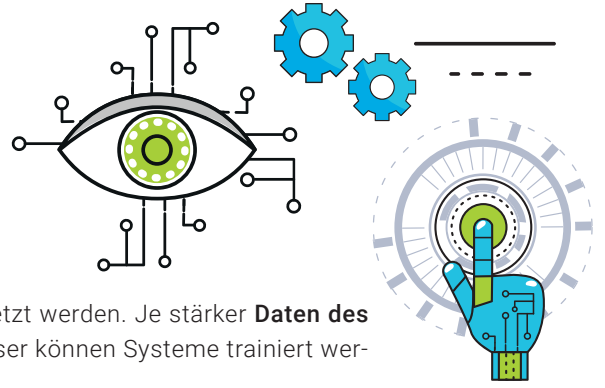 etzt werden. Je stärker Daten des
ser können Systeme trainiert wer-